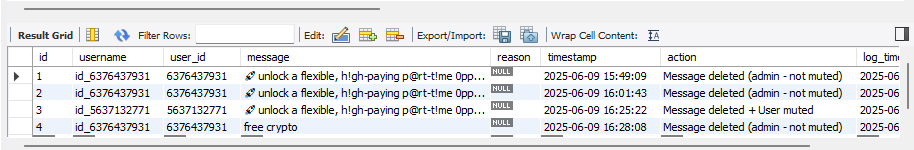 Result Grid Filter Rows: Edit: Export/Import: Wrap Cell Content:
id username user_id message reason timestamp action log_time
1 id_6376437931 6376437931 🚀 unlock a flexible, h!gh-paying p@rt-t!me 0pp... NULL 2025-06-09 15:49:09 Message deleted (admin - not muted) 2025-06
2 id_6376437931 6376437931 🚀 unlock a flexible, h!gh-paying p@rt-t!me 0pp... NULL 2025-06-09 16:01:43 Message deleted (admin - not muted) 2025-06
3 id_5637132771 5637132771 🚀 unlock a flexible, h!gh-paying p@rt-t!me 0pp... NULL 2025-06-09 16:25:22 Message deleted + User muted 2025-06
4 id_6376437931 6376437931 free crypto NULL 2025-06-09 16:28:08 Message deleted (admin - not muted) 2025-06